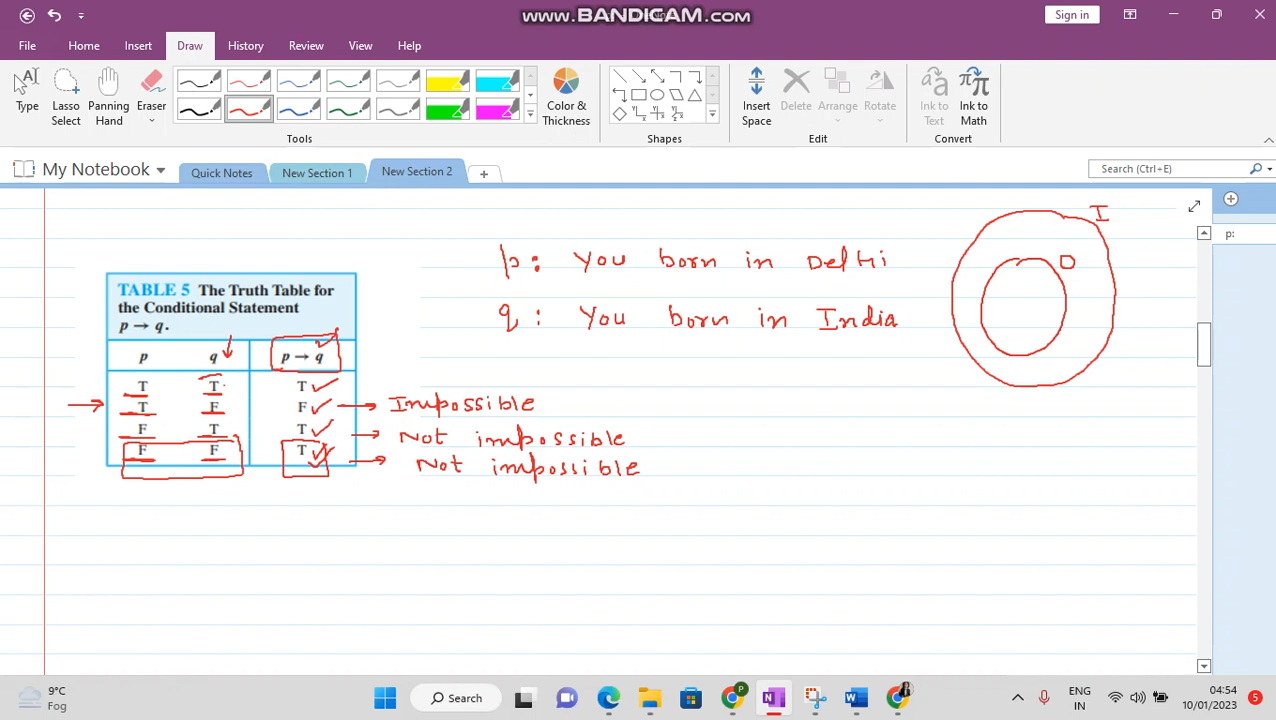 www.BANDICAM.com
Sign in
File Home Insert Draw History Review View Help
Type
Lasso Select
Panning Hand
Eraser
Color & Thickness
Insert Space
Delete
Arrange
Rotate
Ink to Text
Ink to Math
Tools
Shapes
Edit
Convert
My Notebook
Quick Notes
New Section 1
New Section 2
Search (Ctrl+E)
p:
I
D
p: You born in Delhi
q: You born in India
TABLE 5 The Truth Table for
the Conditional Statement
p → q.
p q p → q
T T T
T F F → Impossible
F T T → Not impossible
F F T → Not impossible
9°C
Fog
Search
ENG
IN
04:54
10/01/2023
5